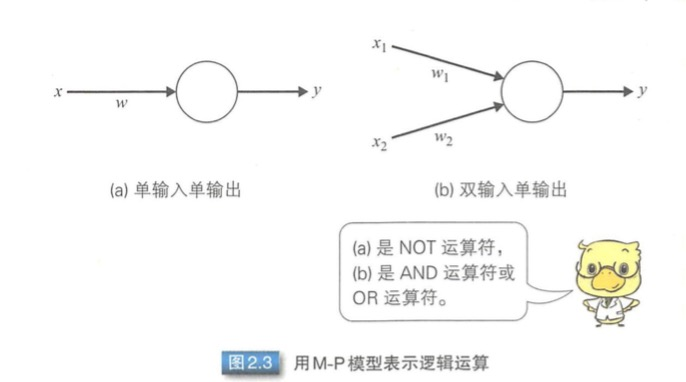 x
w
y
x1
w1
x2
w2
y
(a) 单输入单输出
(b) 双输入单输出
(a) 是 NOT 运算符，
(b) 是 AND 运算符或
OR 运算符。
图2.3 用M-P模型表示逻辑运算